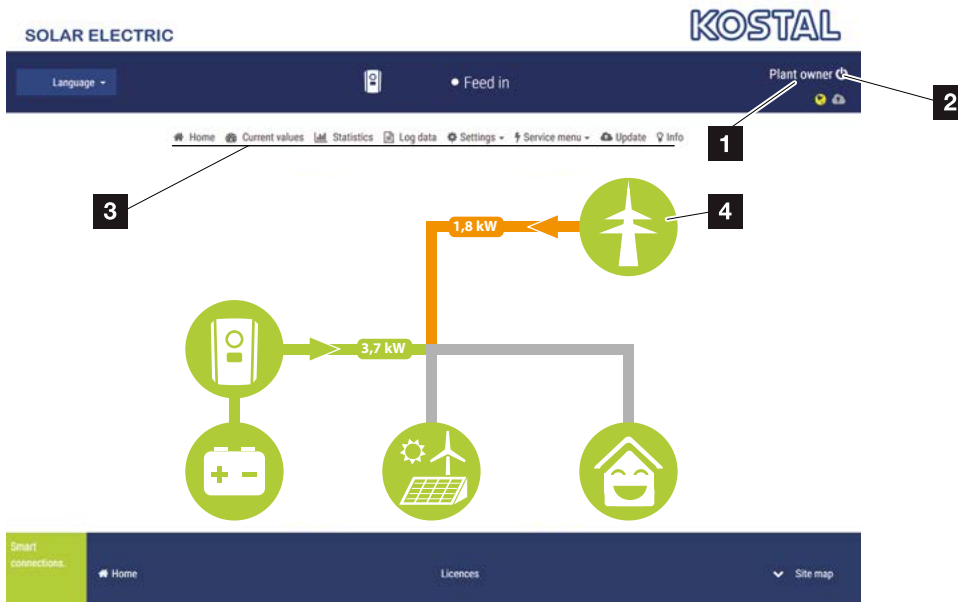 SOLAR ELECTRIC
KOSTAL
Language
Feed in
Plant owner
2
1
Home Current values Statistics Log data Settings Service menu Update Info
3
4
1,8 kW
3,7 kW
Smart
connections.
Home
Licences
Site map